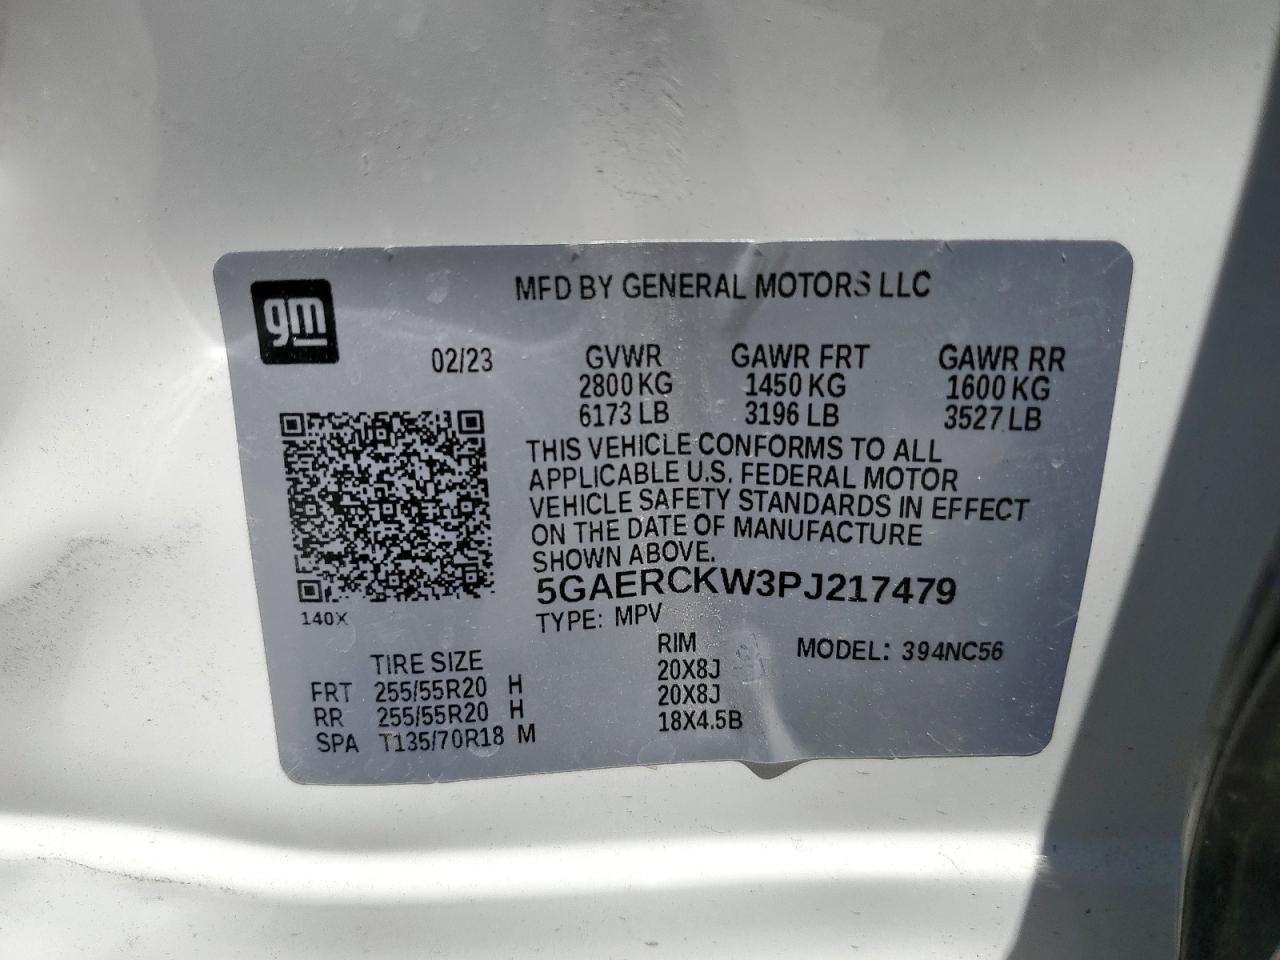 gm
MFD BY GENERAL MOTORS LLC
02/23 GVWR GAWR FRT GAWR RR
2800 KG 1450 KG 1600 KG
6173 LB 3196 LB 3527 LB
THIS VEHICLE CONFORMS TO ALL
APPLICABLE U.S. FEDERAL MOTOR
VEHICLE SAFETY STANDARDS IN EFFECT
ON THE DATE OF MANUFACTURE
SHOWN ABOVE.
5GAERCKW3PJ217479
140X
TYPE: MPV
TIRE SIZE RIM MODEL: 394NC56
FRT 255/55R20 H 20X8J
RR 255/55R20 H 20X8J
SPA T135/70R18 M 18X4.5B